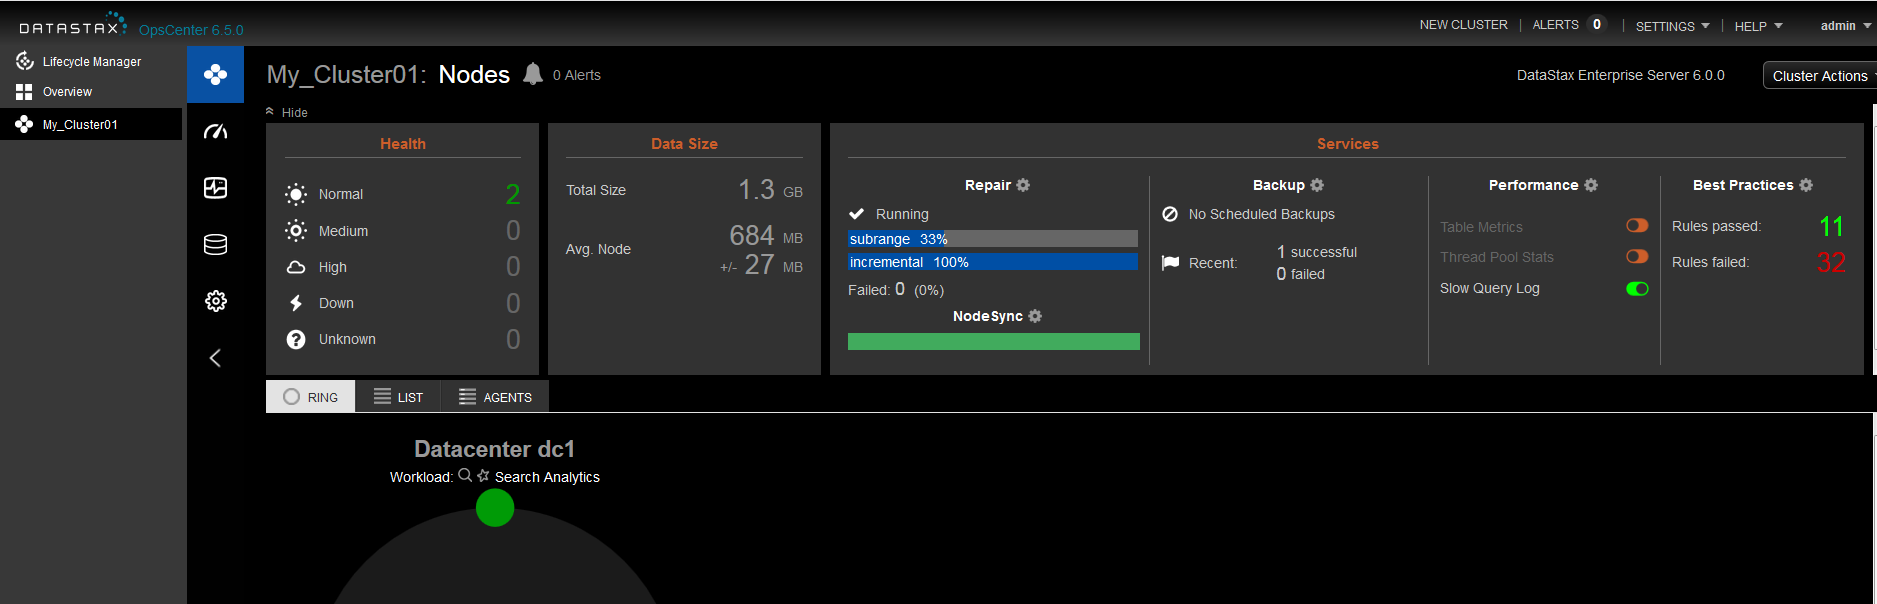 DATASTAX OpsCenter 6.5.0
NEW CLUSTER | ALERTS 0 | SETTINGS | HELP admin
Lifecycle Manager
Overview
My_Cluster01
My_Cluster01: Nodes 0 Alerts
DataStax Enterprise Server 6.0.0
Cluster Actions
Hide
Health
Normal 2
Medium 0
High 0
Down 0
Unknown 0
Data Size
Total Size 1.3 GB
Avg. Node 684 MB
+/- 27 MB
Services
Repair
Running
subrange 33%
incremental 100%
Failed: 0 (0%)
NodeSync
Backup
No Scheduled Backups
Recent: 1 successful
0 failed
Performance
Table Metrics
Thread Pool Stats
Slow Query Log
Best Practices
Rules passed: 11
Rules failed: 32
RING LIST AGENTS
Datacenter dc1
Workload: Search Analytics